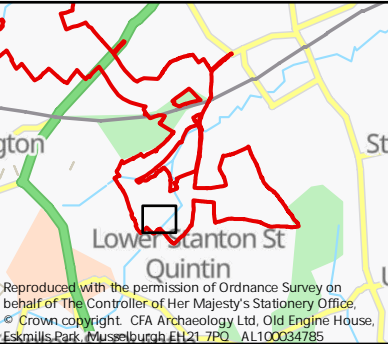 gton
St
Lower Stanton St
Quintin
Reproduced with the permission of Ordnance Survey on
behalf of The Controller of Her Majesty's Stationery Office,
© Crown copyright. CFA Archaeology Ltd, Old Engine House,
Eskmills Park, Musselburgh EH21 7PQ AL100034785